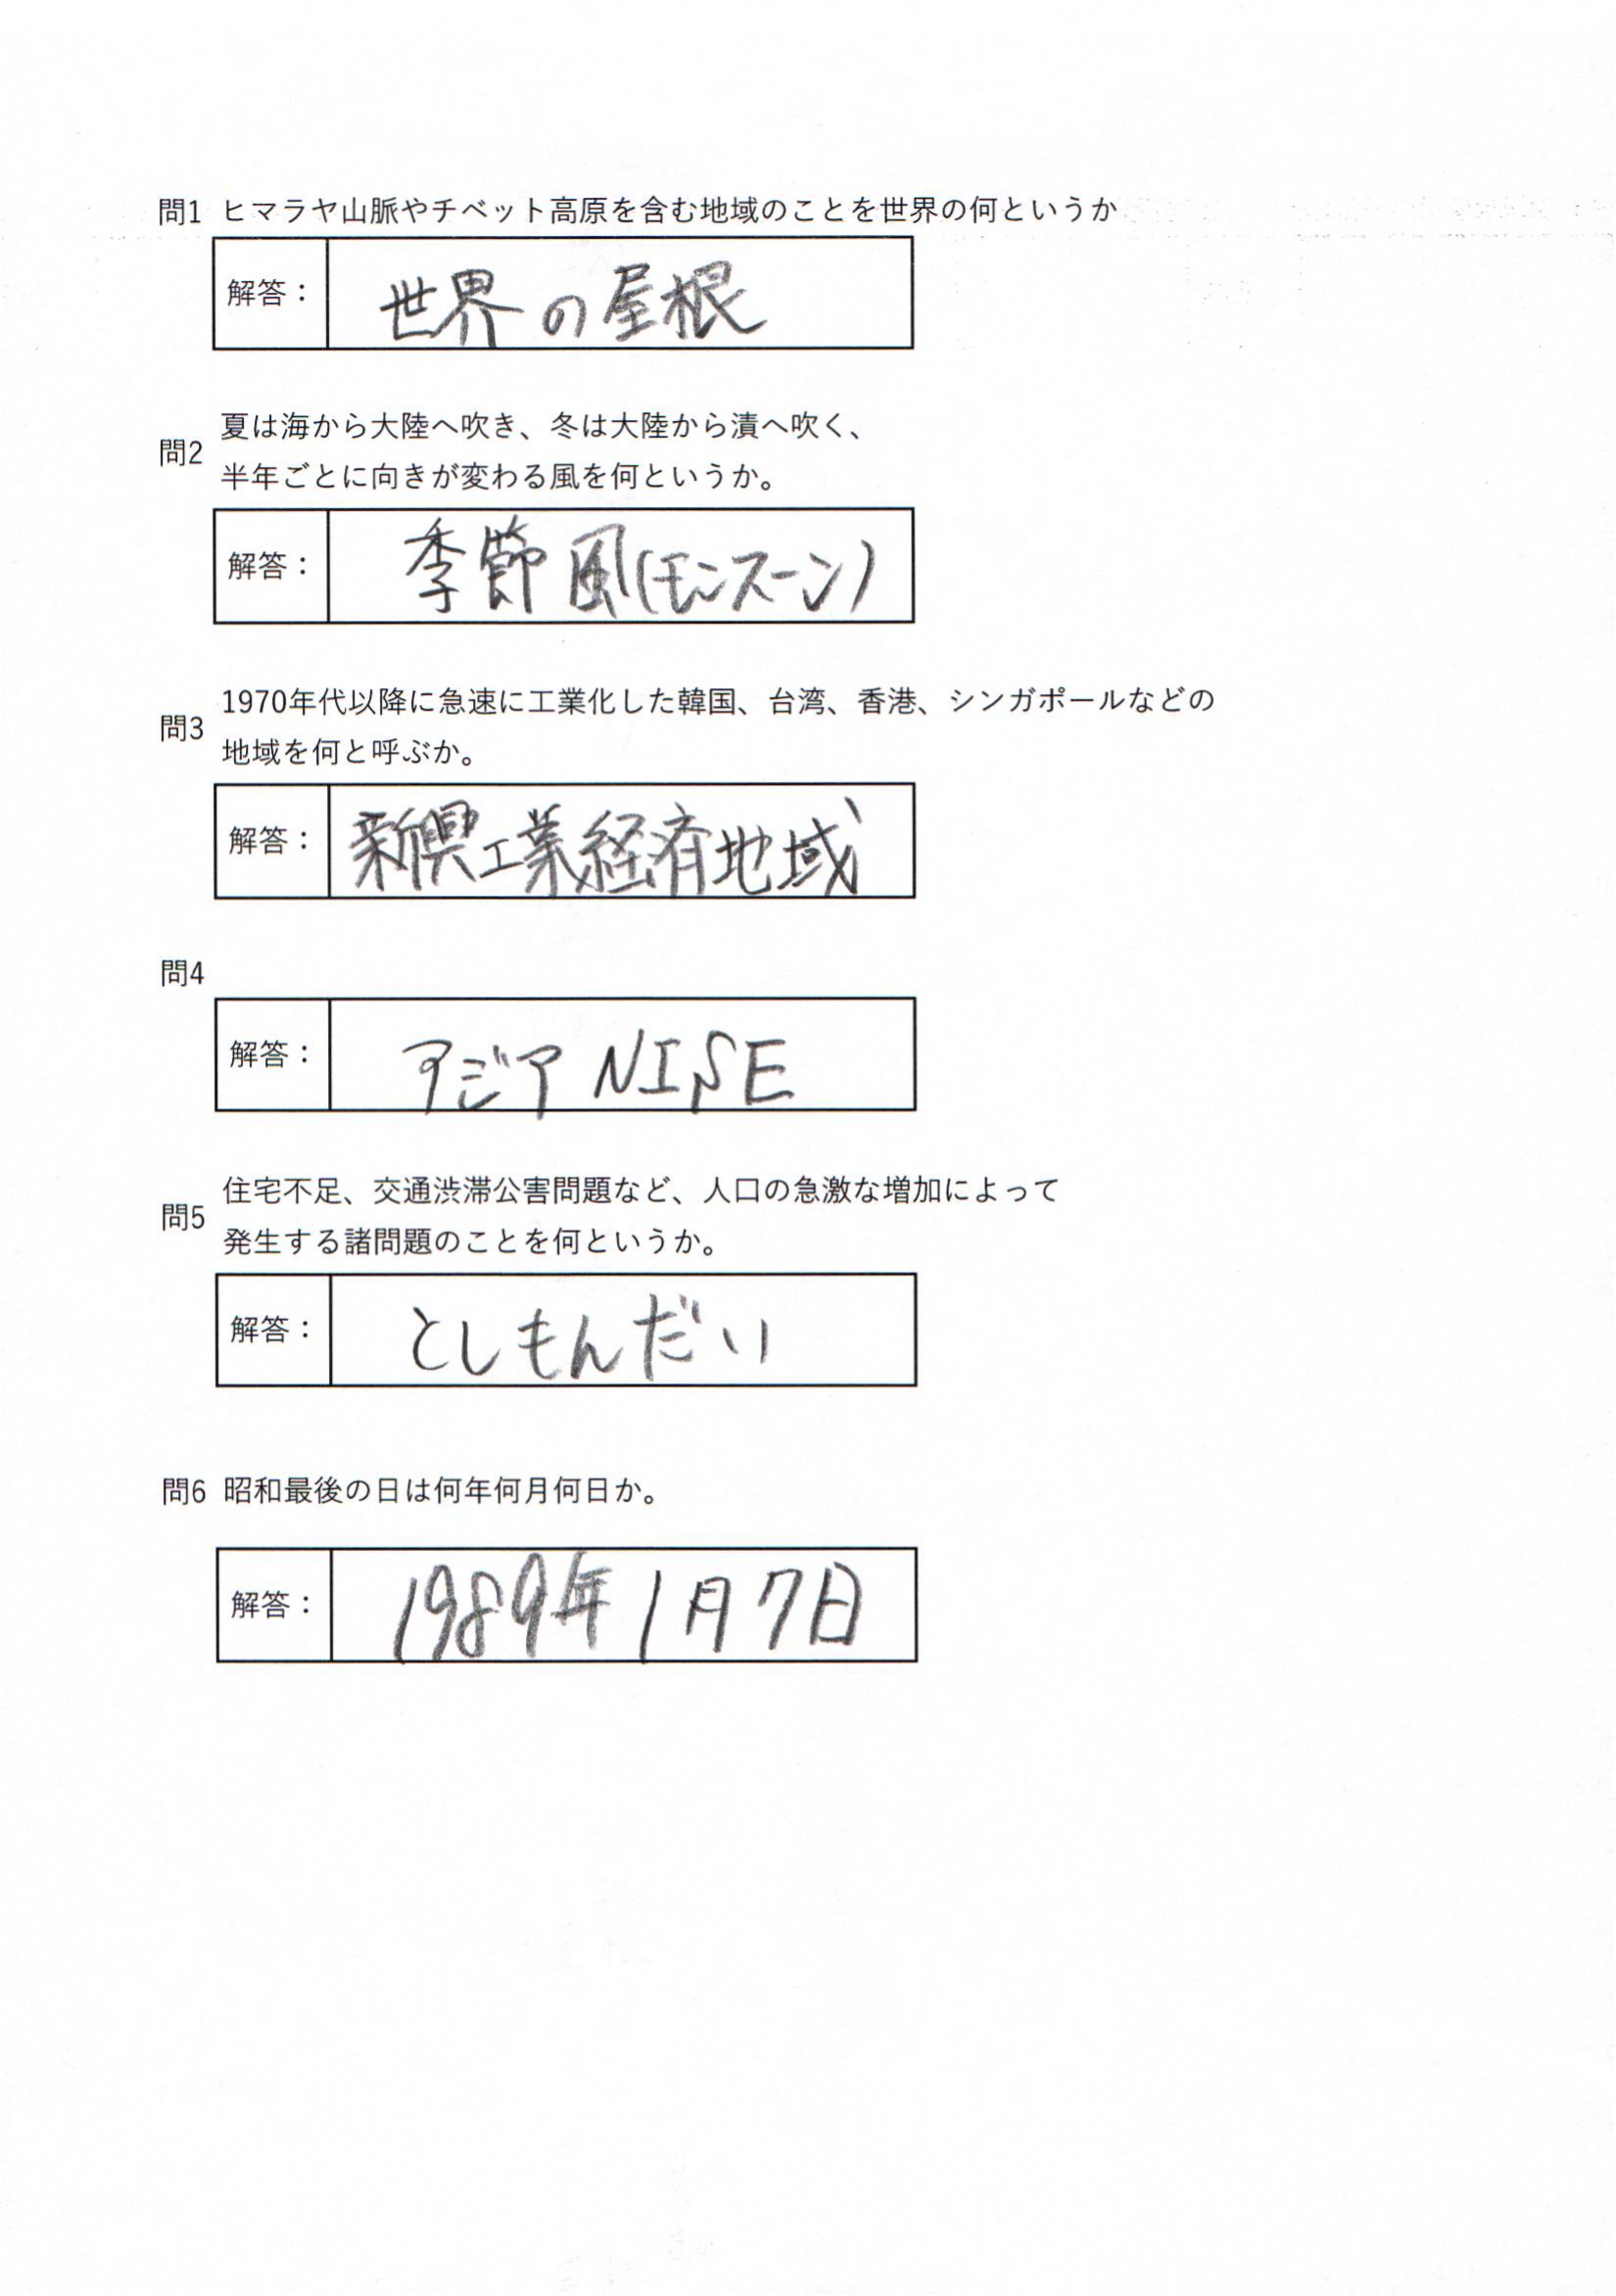 問1 ヒマラヤ山脈やチベット高原を含む地域のことを世界の何というか
解答： 世界の屋根
夏は海から大陸へ吹き、冬は大陸から漬へ吹く、
問2
半年ごとに向きが変わる風を何というか。
解答： 季節風(モンスーン)
1970年代以降に急速に工業化した韓国、台湾、香港、シンガポールなどの
問3
地域を何と呼ぶか。
解答： 新興工業経済地域
問4
解答： アジア NISE
住宅不足、交通渋滞公害問題など、人口の急激な増加によって
問5
発生する諸問題のことを何というか。
解答： としもんだい
問6 昭和最後の日は何年何月何日か。
解答： 1989年1月7日